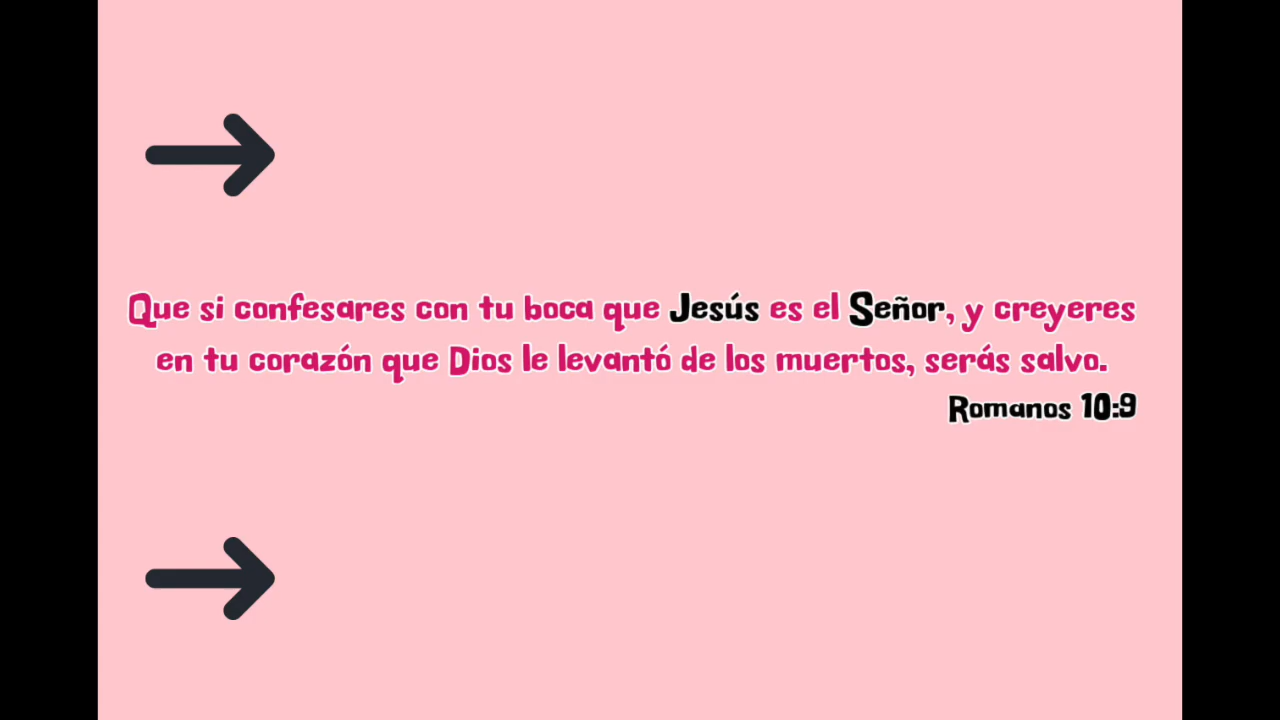 Que si confesares con tu boca que Jesús es el Señor, y creyeres
en tu corazón que Dios le levantó de los muertos, serás salvo.
Romanos 10:9